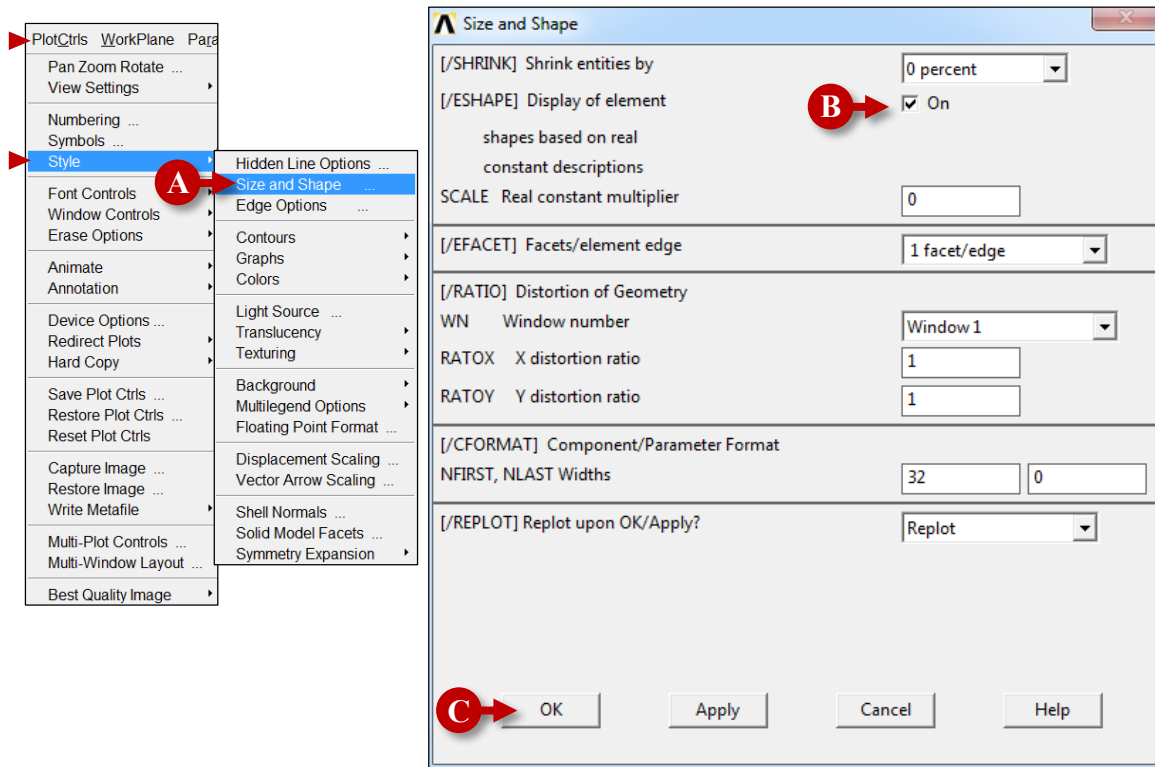 PlotCtrls WorkPlane Para
Pan Zoom Rotate ...
View Settings
Numbering ...
Symbols ...
Style
Font Controls
Window Controls
Erase Options
Animate
Annotation
Device Options ...
Redirect Plots
Hard Copy
Save Plot Ctrls ...
Restore Plot Ctrls ...
Reset Plot Ctrls
Capture Image ...
Restore Image ...
Write Metafile
Multi-Plot Controls ...
Multi-Window Layout ...
Best Quality Image
A
Hidden Line Options ...
Size and Shape ...
Edge Options ...
Contours
Graphs
Colors
Light Source ...
Translucency
Texturing
Background
Multilegend Options
Floating Point Format ...
Displacement Scaling ...
Vector Arrow Scaling ...
Shell Normals ...
Solid Model Facets ...
Symmetry Expansion
Size and Shape
[/SHRINK] Shrink entities by 0 percent
[/ESHAPE] Display of element B On
shapes based on real
constant descriptions
SCALE Real constant multiplier 0
[/EFACET] Facets/element edge 1 facet/edge
[/RATIO] Distortion of Geometry
WN Window number Window 1
RATOX X distortion ratio 1
RATOY Y distortion ratio 1
[/CFORMAT] Component/Parameter Format
NFIRST, NLAST Widths 32 0
[/REPLOT] Replot upon OK/Apply? Replot
C OK Apply Cancel Help